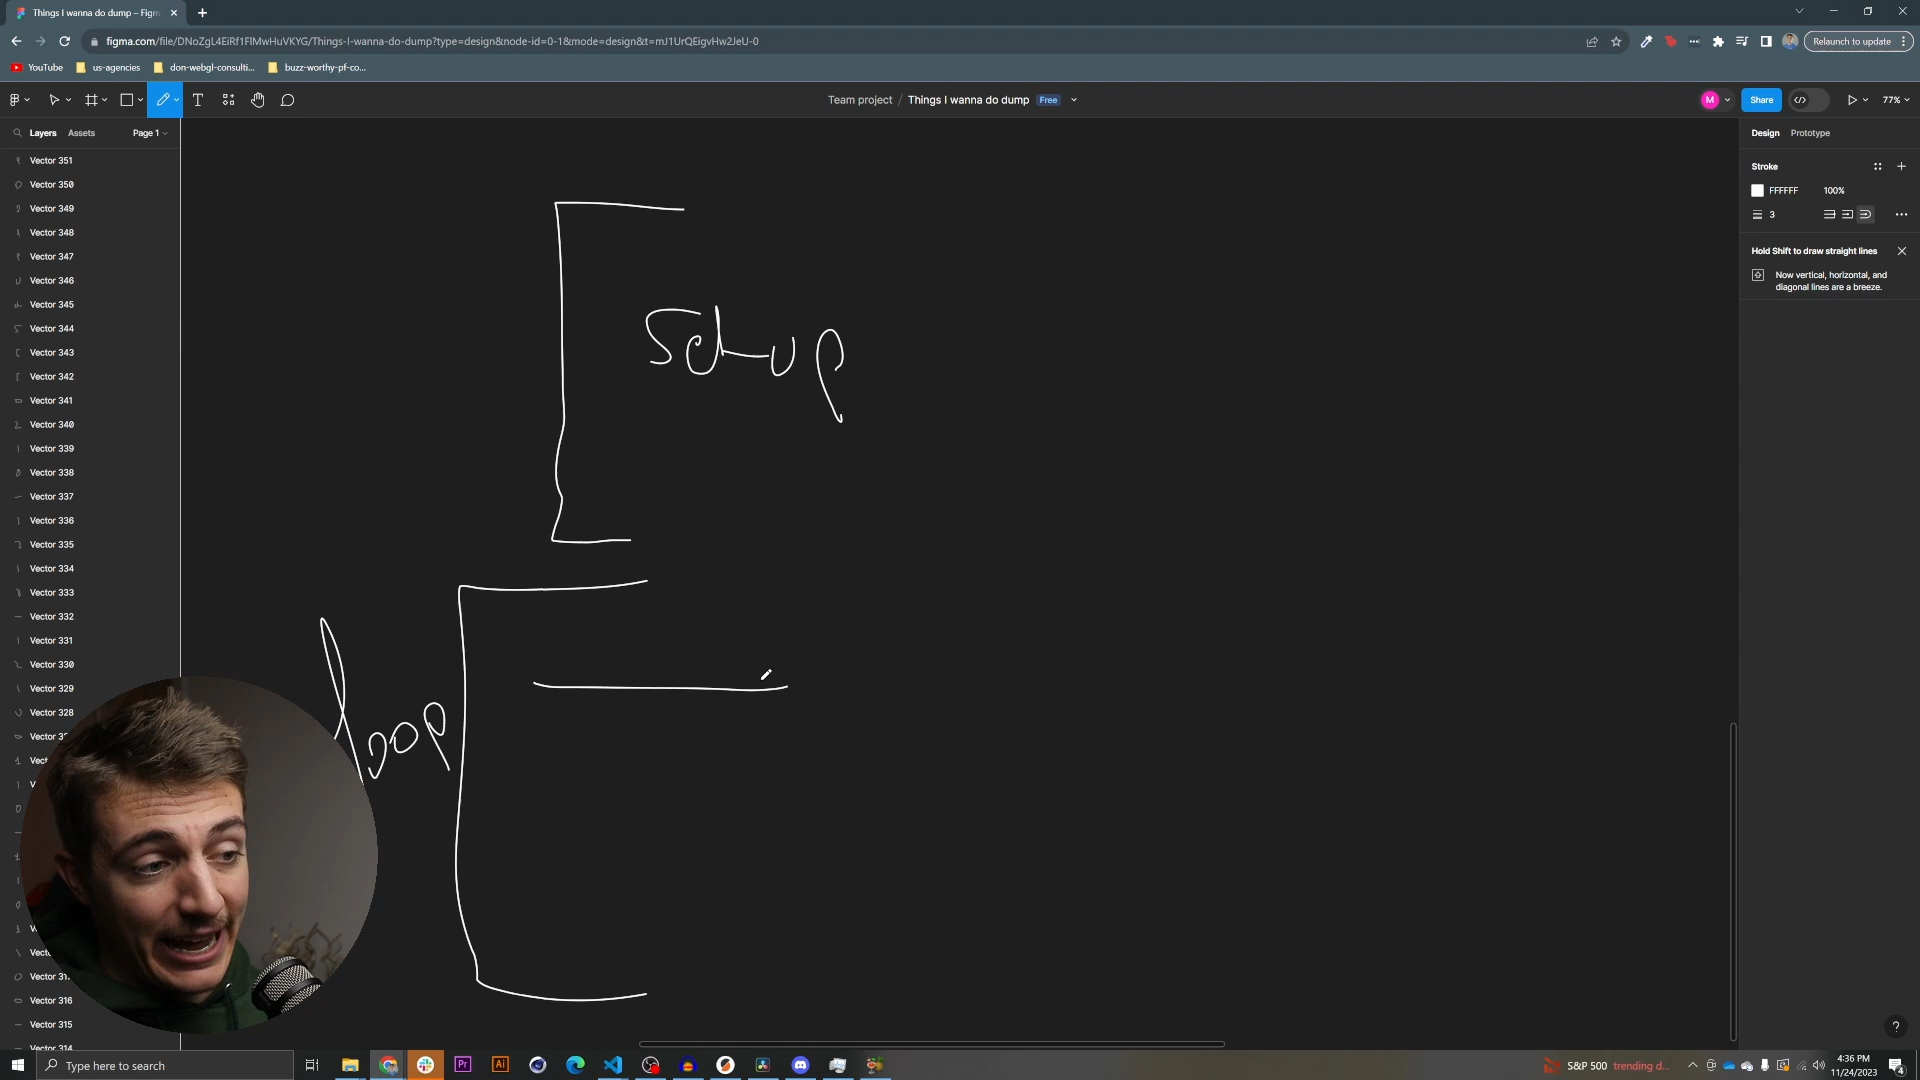 Things I wanna do dump – Figm
figma.com/file/DNoZgL4EiRf1FlMwHuVKYG/Things-I-wanna-do-dump?type=design&node-id=0-1&mode=design&t=mJ1UrQEigvHw2JeU-0
Relaunch to update
YouTube us-agencies don-webgl-consulti... buzz-worthy-pf-co...
Team project / Things I wanna do dump Free
M Share 77%
Layers Assets Page 1
Design Prototype
Stroke
FFFFFF 100%
3
Hold Shift to draw straight lines
Now vertical, horizontal, and
diagonal lines are a breeze.
Vector 351
Vector 350
Vector 349
Vector 348
Vector 347
Vector 346
Vector 345
Vector 344
Vector 343
Vector 342
Vector 341
Vector 340
Vector 339
Vector 338
Vector 337
Vector 336
Vector 335
Vector 334
Vector 333
Vector 332
Vector 331
Vector 330
Vector 329
Vector 328
Vector 316
Vector 315
Vector 314
Setup
loop
?
Type here to search
Pr
Ai
S&P 500 trending d...
4:36 PM
11/24/2023
4